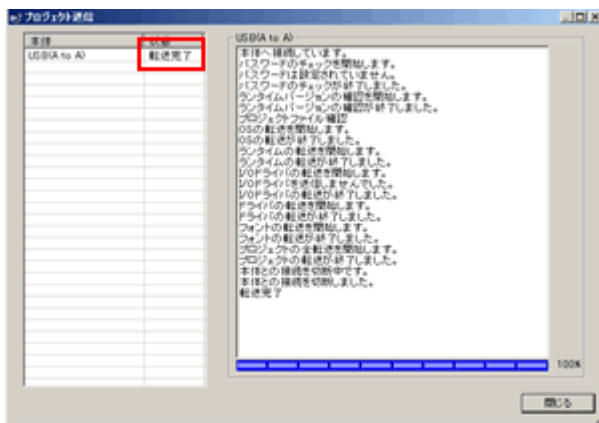 プロジェクト送信
本体 状態
USB(A to A) 転送完了
USB(A to A)
本体へ接続しています。
パスワードのチェックを開始します。
パスワードは設定されていません。
パスワードのチェックが終了しました。
ランタイムバージョンの確認を開始します。
ランタイムバージョンの確認が終了しました。
プロジェクトファイル確認
OSの転送を開始します。
OSの転送が終了しました。
ランタイムの転送を開始します。
ランタイムの転送が終了しました。
I/Oドライバの転送を開始します。
I/Oドライバを送信しませんでした。
I/Oドライバの転送が終了しました。
ドライバの転送を開始します。
ドライバの転送が終了しました。
フォントの転送を開始します。
フォントの転送が終了しました。
プロジェクトの全転送を開始します。
プロジェクトの転送が終了しました。
本体との接続を切断中です。
本体との接続を切断しました。
転送完了
100%
閉じる